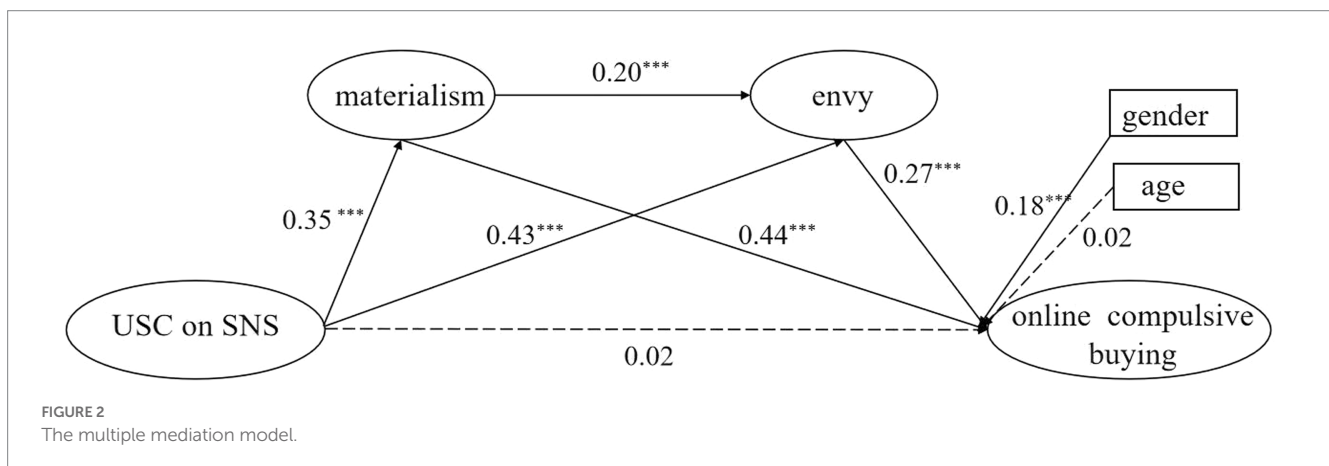 0.20***
materialism
envy
gender
0.27***
age
0.18***
0.35 ***
0.43***
0.44***
0.02
USC on SNS
online compulsive
buying
0.02
FIGURE 2
The multiple mediation model.